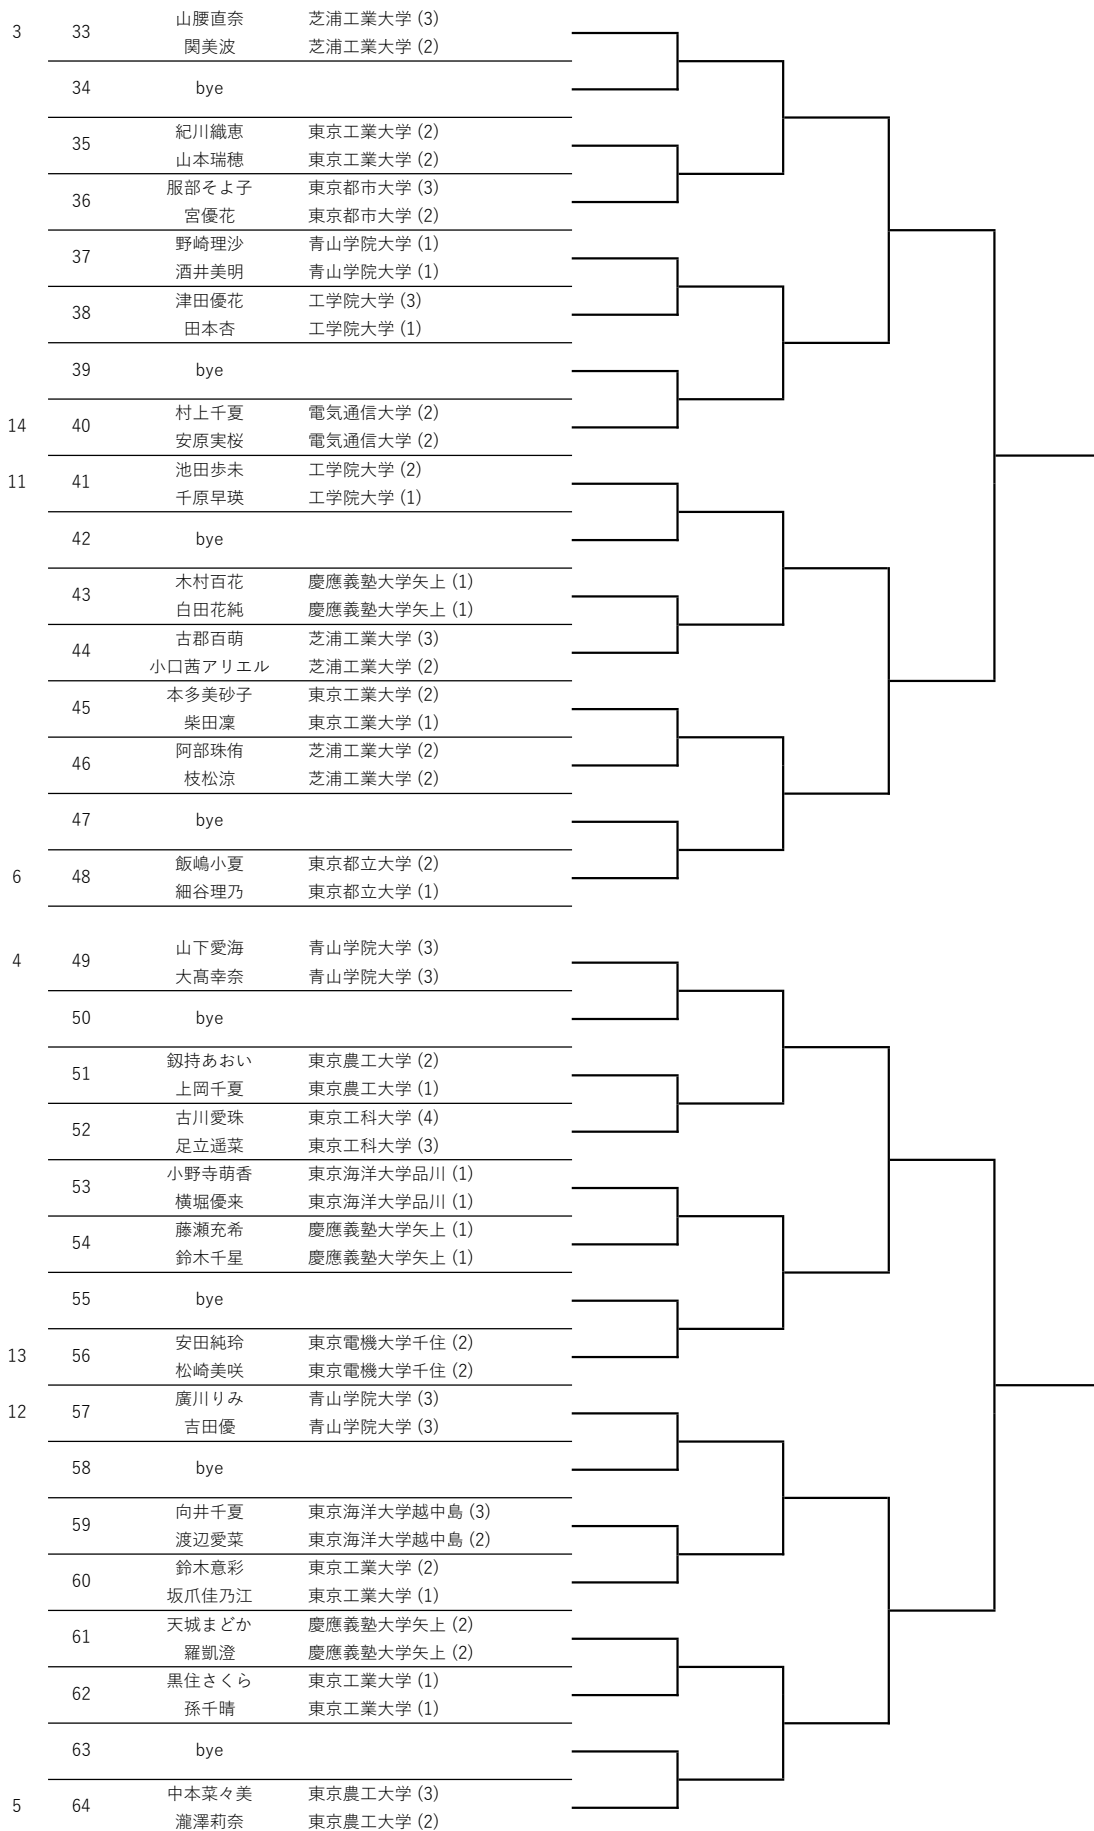 山腰直奈 芝浦工業大学 (3)
3 33
関美波 芝浦工業大学 (2)
34 bye
紀川織恵 東京工業大学 (2)
35
山本瑞穂 東京工業大学 (2)
服部そよ子 東京都市大学 (3)
36
宮優花 東京都市大学 (2)
野崎理沙 青山学院大学 (1)
37
酒井美明 青山学院大学 (1)
津田優花 工学院大学 (3)
38
田本杏 工学院大学 (1)
39 bye
村上千夏 電気通信大学 (2)
14 40
安原実桜 電気通信大学 (2)
池田歩未 工学院大学 (2)
11 41
千原早瑛 工学院大学 (1)
42 bye
木村百花 慶應義塾大学矢上 (1)
43
白田花純 慶應義塾大学矢上 (1)
古郡百萌 芝浦工業大学 (3)
44
小口茜アリエル 芝浦工業大学 (2)
本多美砂子 東京工業大学 (2)
45
柴田凜 東京工業大学 (1)
阿部珠侑 芝浦工業大学 (2)
46
枝松涼 芝浦工業大学 (2)
47 bye
飯嶋小夏 東京都立大学 (2)
6 48
細谷理乃 東京都立大学 (1)
山下愛海 青山学院大学 (3)
4 49
大髙幸奈 青山学院大学 (3)
50 bye
釼持あおい 東京農工大学 (2)
51
上岡千夏 東京農工大学 (1)
古川愛珠 東京工科大学 (4)
52
足立遥菜 東京工科大学 (3)
小野寺萌香 東京海洋大学品川 (1)
53
横堀優来 東京海洋大学品川 (1)
藤瀬充希 慶應義塾大学矢上 (1)
54
鈴木千星 慶應義塾大学矢上 (1)
55 bye
安田純玲 東京電機大学千住 (2)
13 56
松崎美咲 東京電機大学千住 (2)
廣川りみ 青山学院大学 (3)
12 57
吉田優 青山学院大学 (3)
58 bye
向井千夏 東京海洋大学越中島 (3)
59
渡辺愛菜 東京海洋大学越中島 (2)
鈴木意彩 東京工業大学 (2)
60
坂爪佳乃江 東京工業大学 (1)
天城まどか 慶應義塾大学矢上 (2)
61
羅凱澄 慶應義塾大学矢上 (2)
黒住さくら 東京工業大学 (1)
62
孫千晴 東京工業大学 (1)
63 bye
中本菜々美 東京農工大学 (3)
5 64
瀧澤莉奈 東京農工大学 (2)